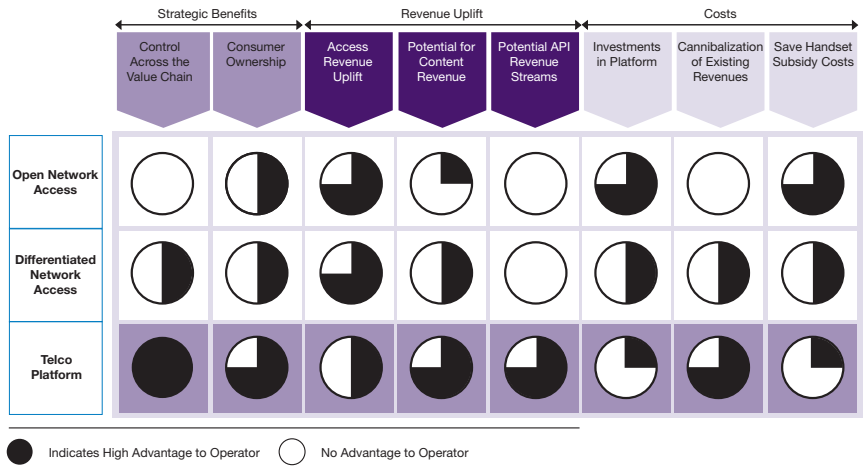 Strategic Benefits
Revenue Uplift
Costs
Control
Across the
Value Chain
Consumer
Ownership
Access
Revenue
Uplift
Potential for
Content
Revenue
Potential API
Revenue
Streams
Investments
in Platform
Cannibalization
of Existing
Revenues
Save Handset
Subsidy Costs
Open Network
Access
Differentiated
Network
Access
Telco
Platform
Indicates High Advantage to Operator
No Advantage to Operator